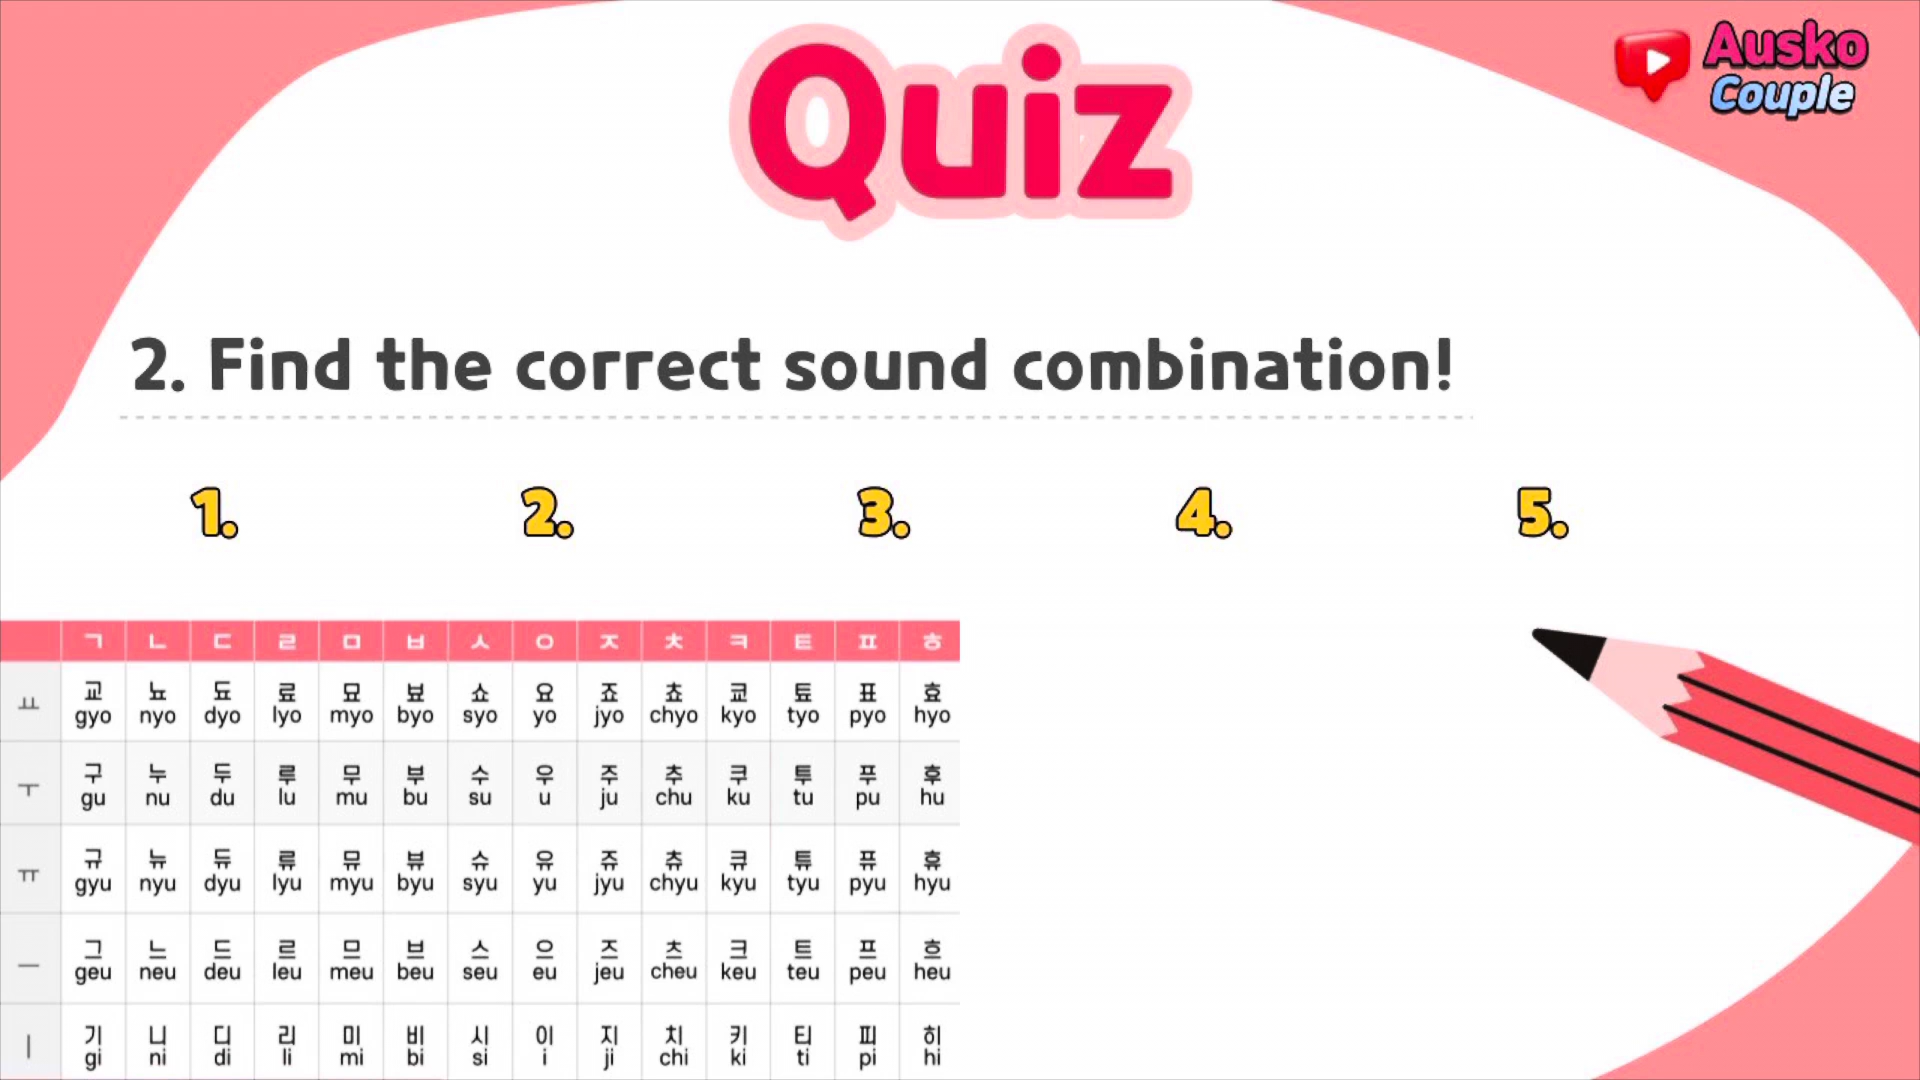 Quiz
Ausko
Couple
2. Find the correct sound combination!
1. 2. 3. 4. 5.
ㄱ ㄴ ㄷ ㄹ ㅁ ㅂ ㅅ ㅇ ㅈ ㅊ ㅋ ㅌ ㅍ ㅎ
ㅛ 교 뇨 됴 료 묘 뵤 쇼 요 죠 쵸 쿄 툐 표 효
gyo nyo dyo lyo myo byo syo yo jyo chyo kyo tyo pyo hyo
ㅜ 구 누 두 루 무 부 수 우 주 추 쿠 투 푸 후
gu nu du lu mu bu su u ju chu ku tu pu hu
ㅠ 규 뉴 듀 류 뮤 뷰 슈 유 쥬 츄 큐 튜 퓨 휴
gyu nyu dyu lyu myu byu syu yu jyu chyu kyu tyu pyu hyu
ㅡ 그 느 드 르 므 브 스 으 즈 츠 크 트 프 흐
geu neu deu leu meu beu seu eu jeu cheu keu teu peu heu
ㅣ 기 니 디 리 미 비 시 이 지 치 키 티 피 히
gi ni di li mi bi si i ji chi ki ti pi hi